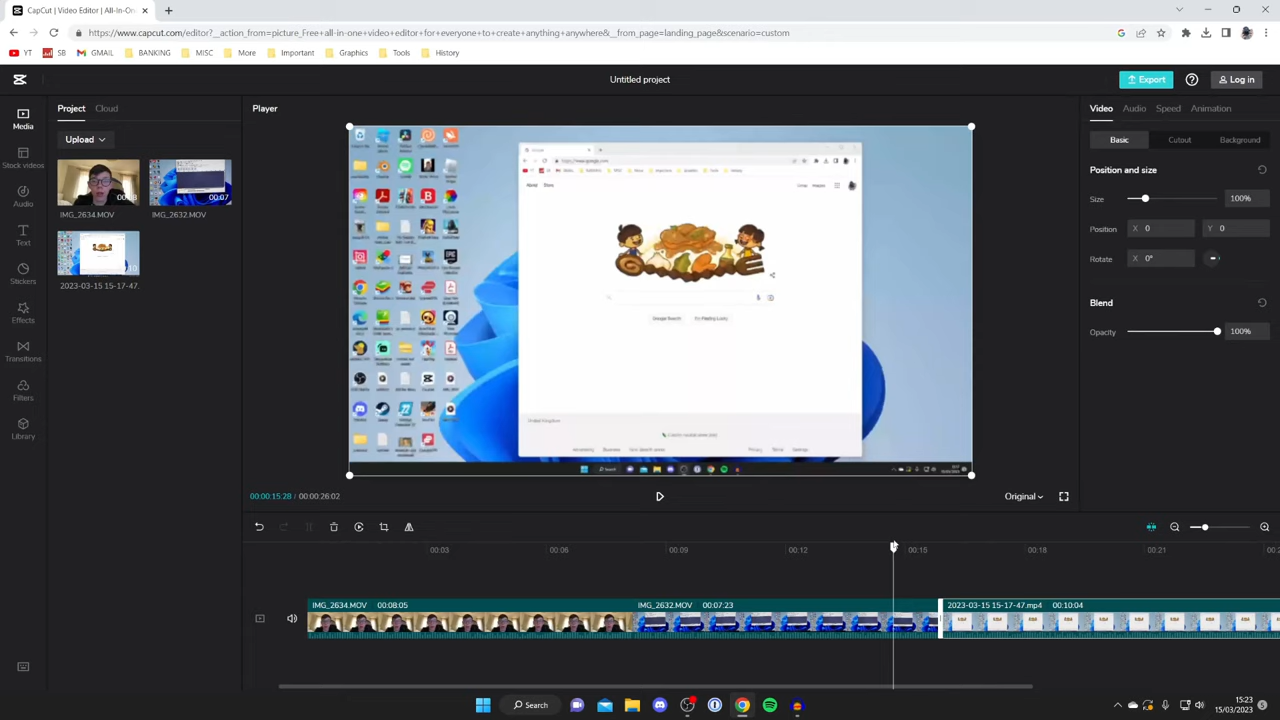 CapCut | Video Editor | All-In-One
https://www.capcut.com/editor?__action_from=picture_Free+all-in-one+video+editor+for+everyone+to+create+anything+anywhere&__from_page=landing_page&scenario=custom
YT SB GMAIL BANKING MISC More Important Graphics Tools History
Untitled project
Export
Log in
Media
Stock videos
Audio
Text
Stickers
Effects
Transitions
Filters
Library
Project Cloud
Upload
00:07
IMG_2634.MOV IMG_2632.MOV
2023-03-15 15-17-47.
Player
Google Search
United Kingdom
00:00:15:28 / 00:00:26:02
Original
Video Audio Speed Animation
Basic Cutout Background
Position and size
Size 100%
Position X 0 Y 0
Rotate X 0°
Blend
Opacity 100%
00:03 00:06 00:09 00:12 00:15 00:18 00:21
IMG_2634.MOV 00:08:05 IMG_2632.MOV 00:07:23 2023-03-15 15-17-47.mp4 00:10:04
Search
15:23
15/03/2023